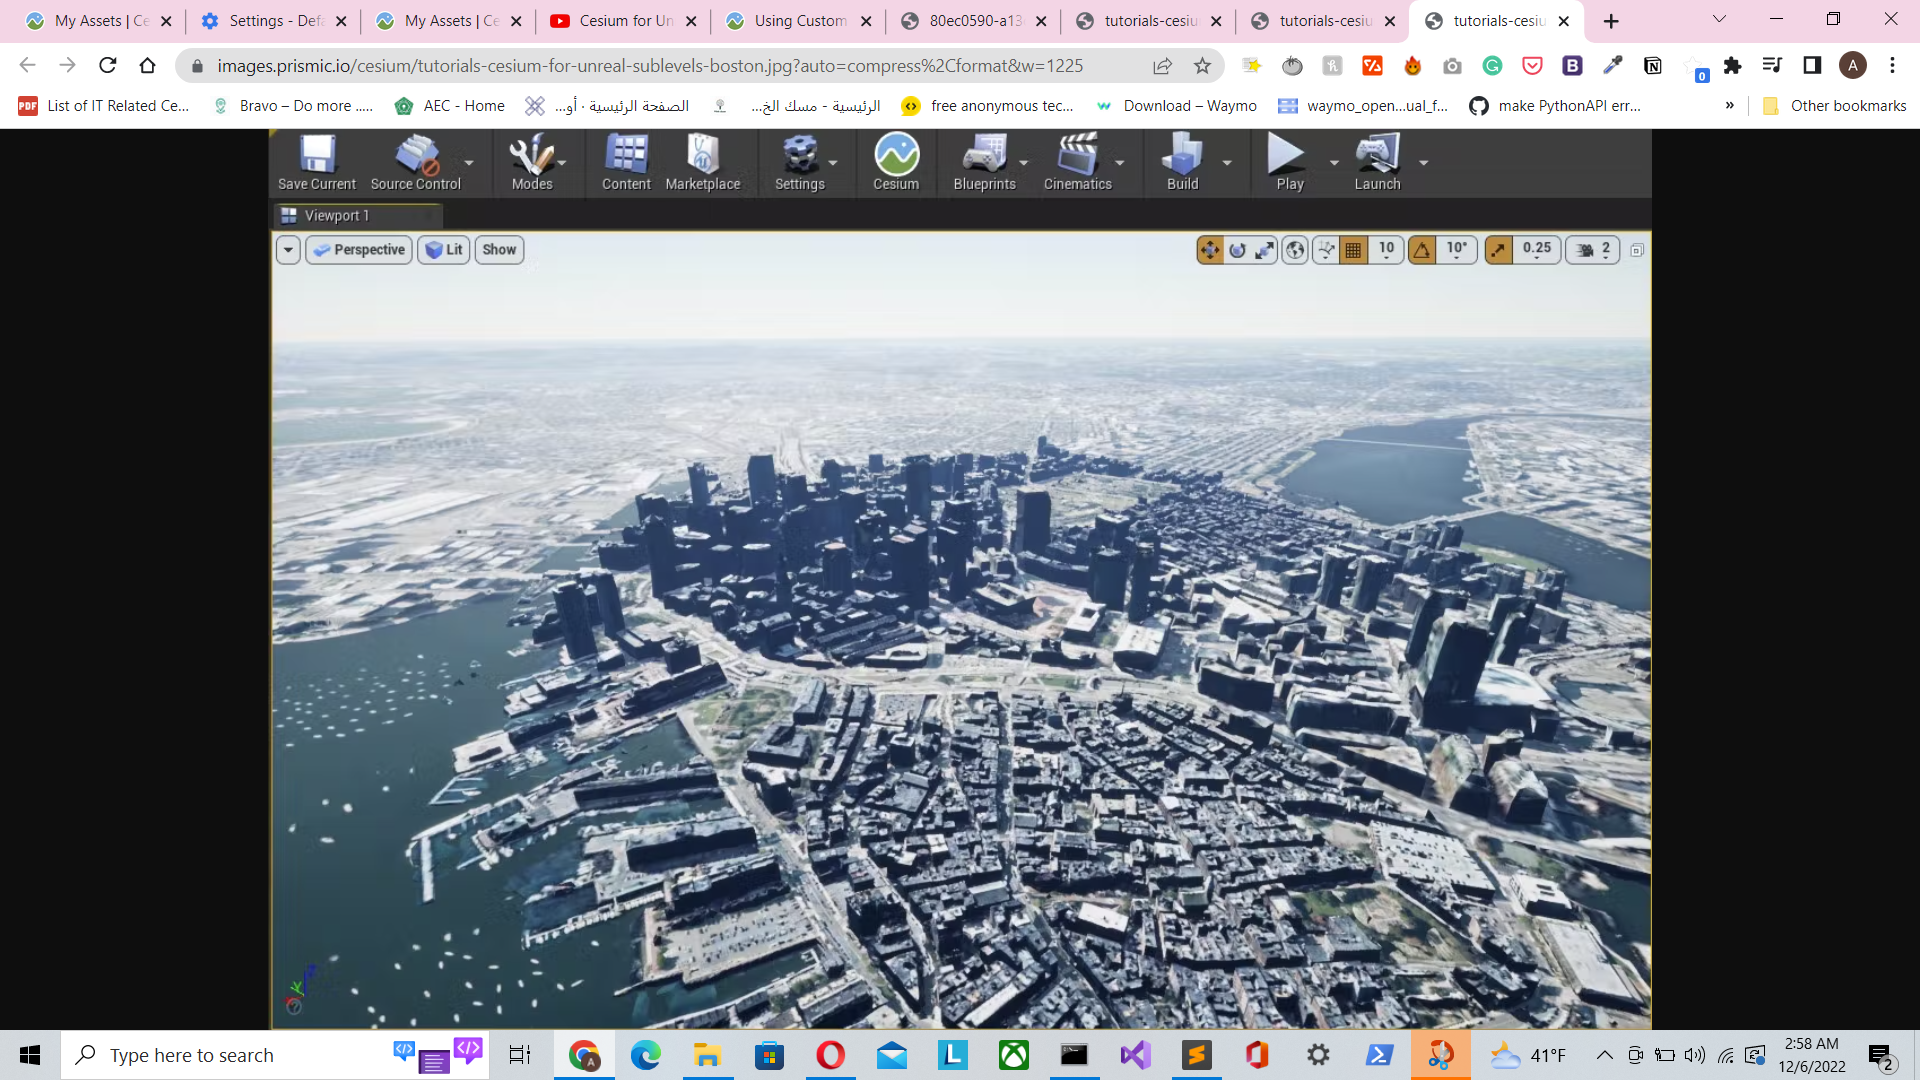 My Assets | Ce
Settings - Defa
My Assets | Ce
Cesium for Un
Using Custom
80ec0590-a13
tutorials-cesiu
tutorials-cesiu
tutorials-cesiu
images.prismic.io/cesium/tutorials-cesium-for-unreal-sublevels-boston.jpg?auto=compress%2Cformat&w=1225
0
A
PDF
List of IT Related Ce...
Bravo – Do more .....
AEC - Home
الصفحة الرئيسية · أو...
الرئيسية - مسك الخ...
free anonymous tec...
Download – Waymo
waymo_open...ual_f...
make PythonAPI err...
»
Other bookmarks
Save Current
Source Control
Modes
Content
Marketplace
Settings
Cesium
Blueprints
Cinematics
Build
Play
Launch
Viewport 1
Perspective
Lit
Show
10
10°
0.25
2
Type here to search
41°F
2:58 AM
12/6/2022
2